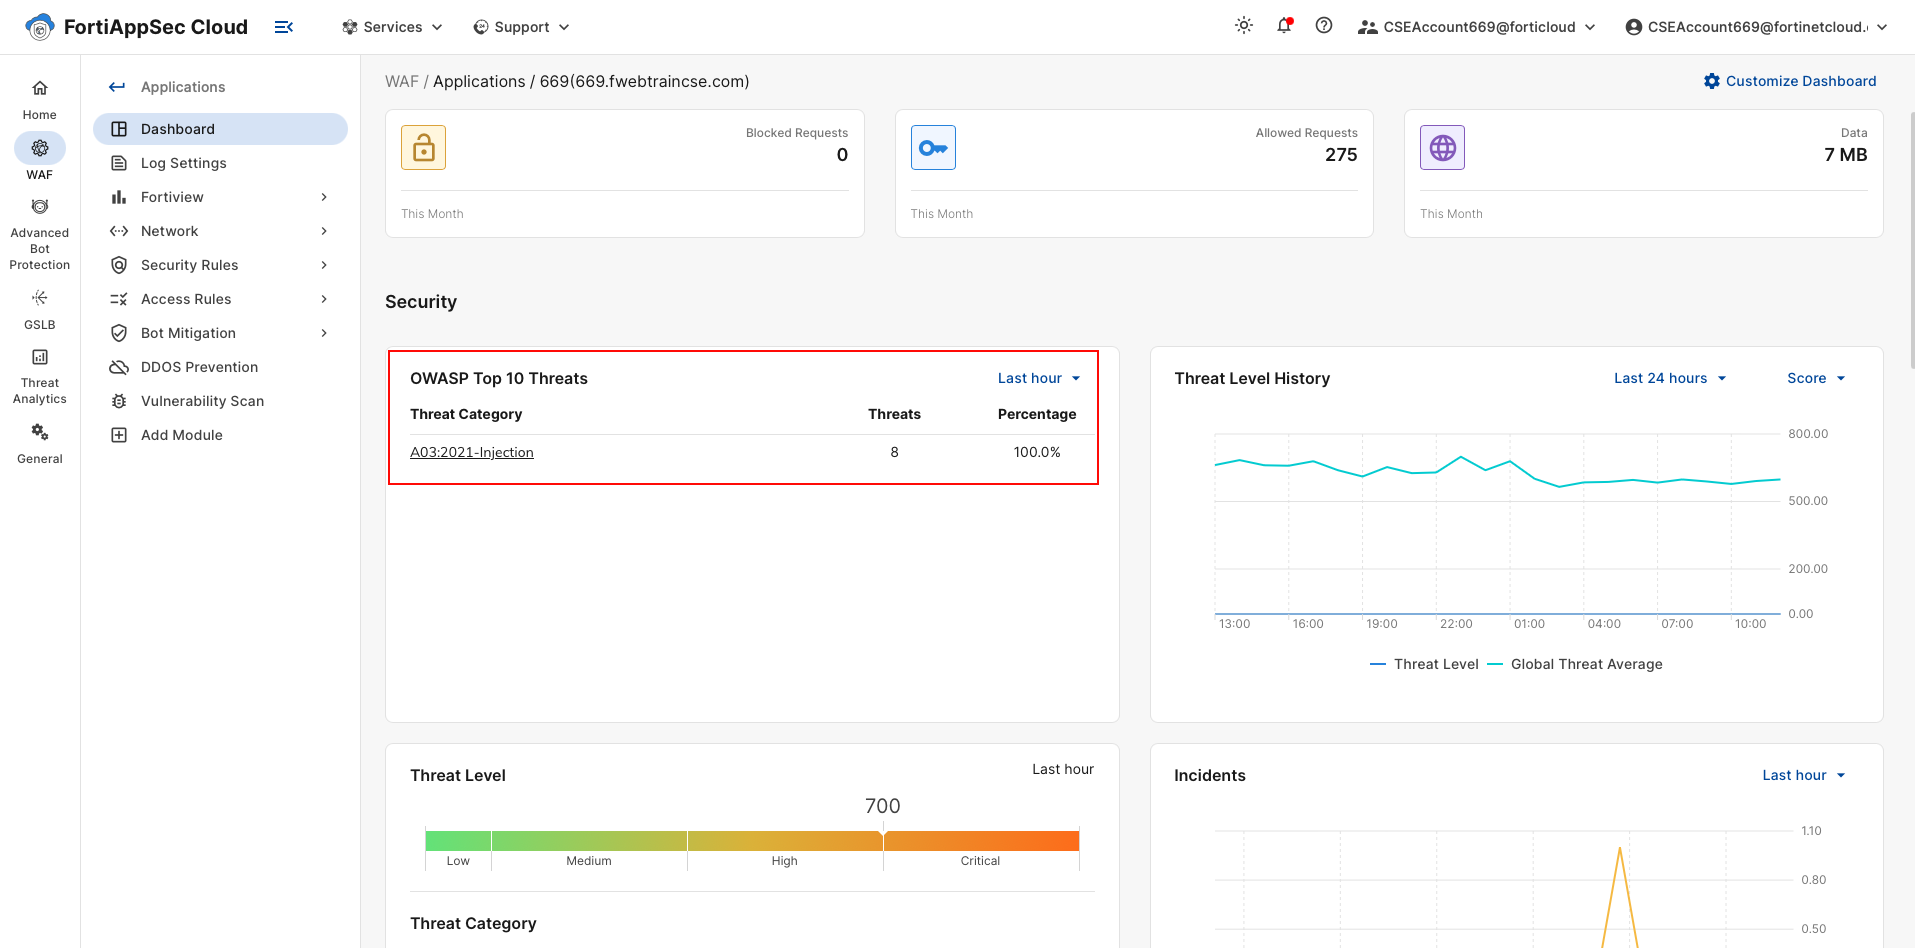 FortiAppSec Cloud
Services
Support
CSEAccount669@forticloud
CSEAccount669@fortinetcloud.
Home
WAF
Advanced
Bot
Protection
GSLB
Threat
Analytics
General
Applications
Dashboard
Log Settings
Fortiview
Network
Security Rules
Access Rules
Bot Mitigation
DDOS Prevention
Vulnerability Scan
Add Module
WAF / Applications / 669(669.fwebtraincse.com)
Customize Dashboard
Blocked Requests
0
This Month
Allowed Requests
275
This Month
Data
7 MB
This Month
Security
OWASP Top 10 Threats
Last hour
Threat Category Threats Percentage
A03:2021-Injection 8 100.0%
Threat Level History
Last 24 hours
Score
800.00
500.00
200.00
0.00
13:00 16:00 19:00 22:00 01:00 04:00 07:00 10:00
Threat Level Global Threat Average
Threat Level
Last hour
700
Low Medium High Critical
Threat Category
Incidents
Last hour
1.10
0.80
0.50